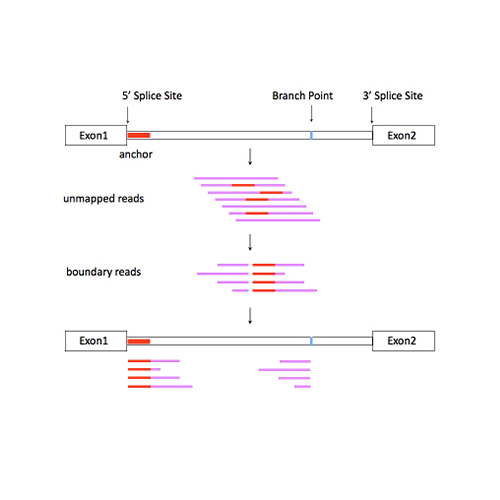 5’ Splice Site
Branch Point
3’ Splice Site
Exon1
Exon2
anchor
unmapped reads
boundary reads
Exon1
Exon2